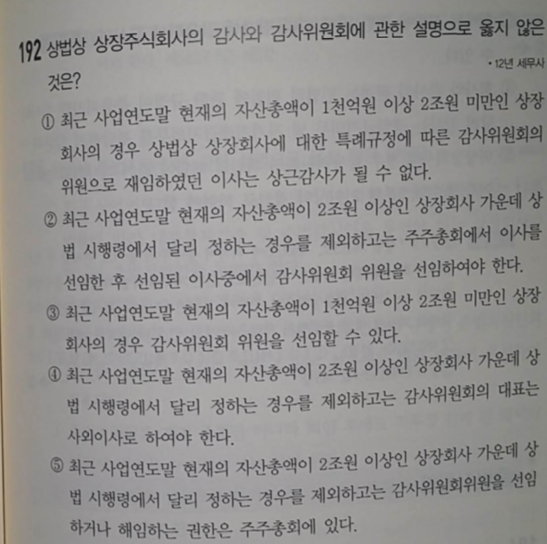 192 상법상 상장주식회사의 감사와 감사위원회에 관한 설명으로 옳지 않은
것은?
• 12년 세무사
① 최근 사업연도말 현재의 자산총액이 1천억원 이상 2조원 미만인 상장
회사의 경우 상법상 상장회사에 대한 특례규정에 따른 감사위원회의
위원으로 재임하였던 이사는 상근감사가 될 수 없다.
② 최근 사업연도말 현재의 자산총액이 2조원 이상인 상장회사 가운데 상
법 시행령에서 달리 정하는 경우를 제외하고는 주주총회에서 이사를
선임한 후 선임된 이사중에서 감사위원회 위원을 선임하여야 한다.
③ 최근 사업연도말 현재의 자산총액이 1천억원 이상 2조원 미만인 상장
회사의 경우 감사위원회 위원을 선임할 수 있다.
④ 최근 사업연도말 현재의 자산총액이 2조원 이상인 상장회사 가운데 상
법 시행령에서 달리 정하는 경우를 제외하고는 감사위원회의 대표는
사외이사로 하여야 한다.
⑤ 최근 사업연도말 현재의 자산총액이 2조원 이상인 상장회사 가운데 상
법 시행령에서 달리 정하는 경우를 제외하고는 감사위원회위원을 선임
하거나 해임하는 권한은 주주총회에 있다.